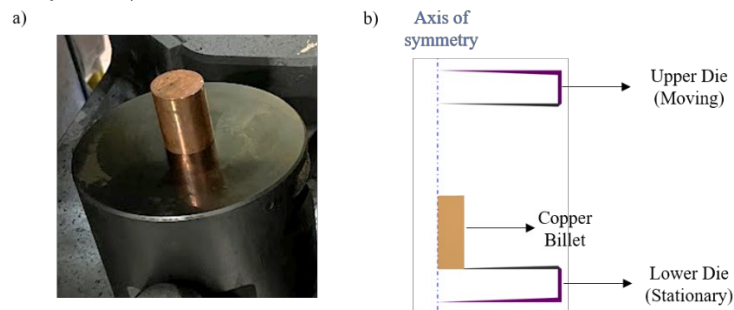 a)
b)
Axis of
symmetry
Upper Die
(Moving)
Copper
Billet
Lower Die
(Stationary)